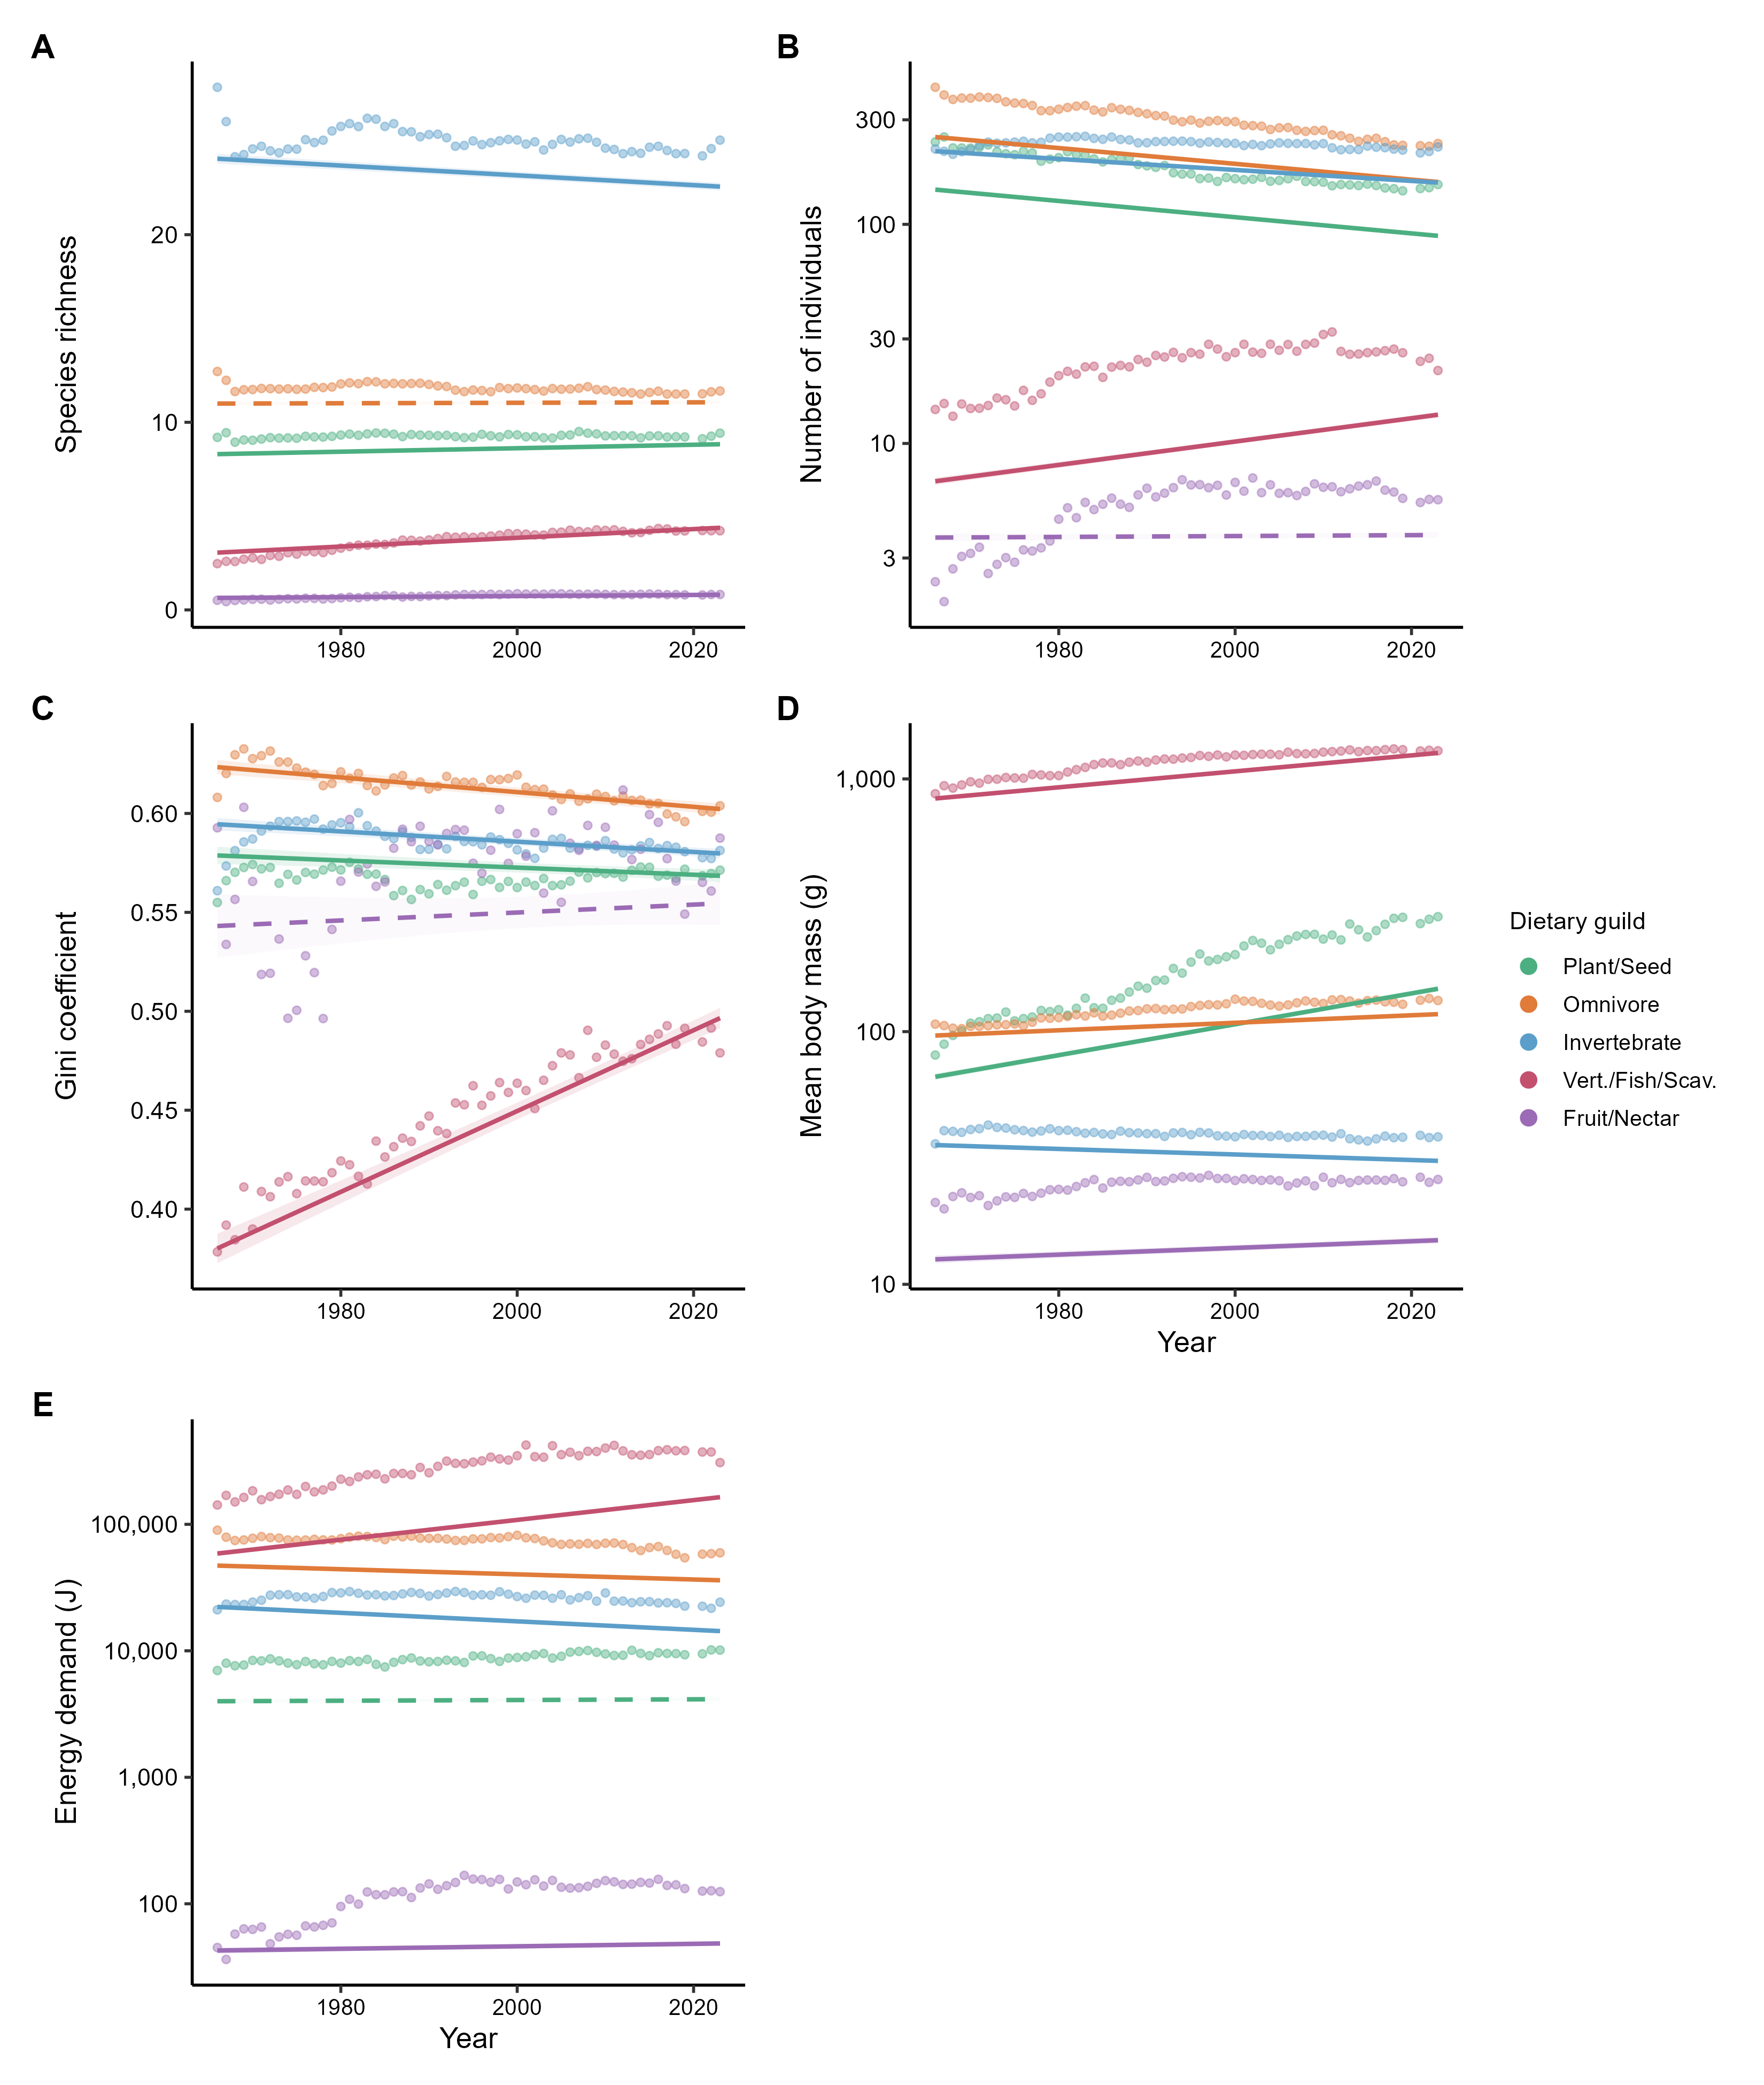 A
Species richness
20
10
0
1980 2000 2020
B
Number of individuals
300
100
30
10
3
1980 2000 2020
C
Gini coefficient
0.60
0.55
0.50
0.45
0.40
1980 2000 2020
D
Mean body mass (g)
1,000
100
10
1980 2000 2020
Year
Dietary guild
Plant/Seed
Omnivore
Invertebrate
Vert./Fish/Scav.
Fruit/Nectar
E
Energy demand (J)
100,000
10,000
1,000
100
1980 2000 2020
Year